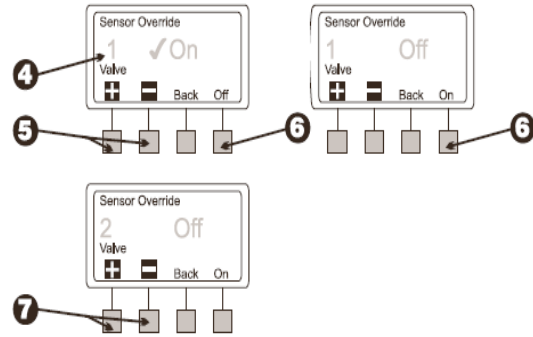 Sensor Override
1 ✓On
Valve
+ - Back Off
4
5
6
Sensor Override
1 Off
Valve
+ - Back On
6
Sensor Override
2 Off
Valve
+ - Back On
7